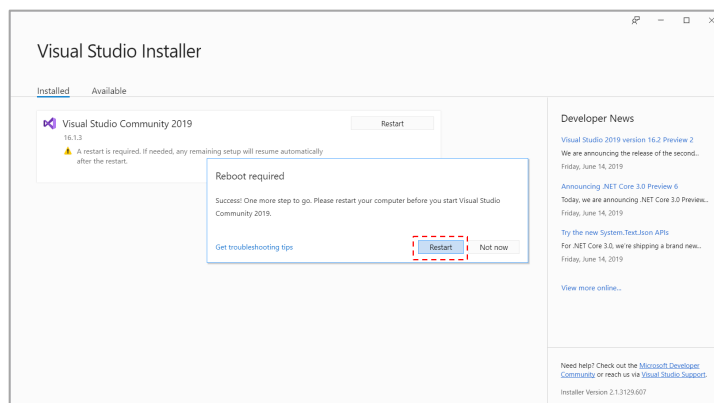 Visual Studio Installer
Installed Available
Visual Studio Community 2019
Restart
16.1.3
A restart is required. If needed, any remaining setup will resume automatically
after the restart.
Reboot required
Success! One more step to go. Please restart your computer before you start Visual Studio
Community 2019.
Get troubleshooting tips
Restart
Not now
Developer News
Visual Studio 2019 version 16.2 Preview 2
We are announcing the release of the second...
Friday, June 14, 2019
Announcing .NET Core 3.0 Preview 6
Today, we are announcing .NET Core 3.0 Preview...
Friday, June 14, 2019
Try the new System.Text.Json APIs
For .NET Core 3.0, we're shipping a brand new...
Friday, June 14, 2019
View more online...
Need help? Check out the Microsoft Developer
Community or reach us via Visual Studio Support.
Installer Version 2.1.3129.607